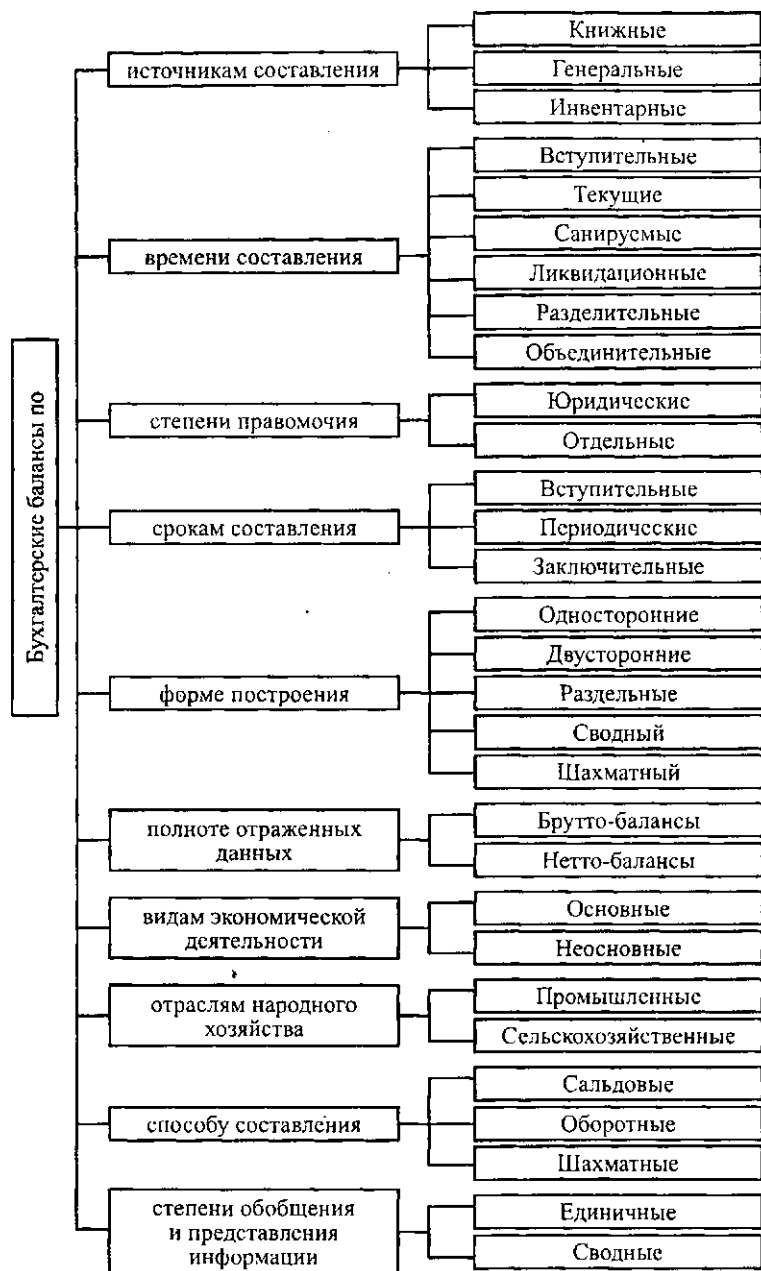 Бухгалтерские балансы по
источникам составления
Книжные
Генеральные
Инвентарные
времени составления
Вступительные
Текущие
Санируемые
Ликвидационные
Разделительные
Объединительные
степени правомочия
Юридические
Отдельные
срокам составления
Вступительные
Периодические
Заключительные
форме построения
Односторонние
Двусторонние
Раздельные
Сводный
Шахматный
полноте отраженных
данных
Брутто-балансы
Нетто-балансы
видам экономической
деятельности
Основные
Неосновные
отраслям народного
хозяйства
Промышленные
Сельскохозяйственные
способу составления
Сальдовые
Оборотные
Шахматные
степени обобщения
и представления
информации
Единичные
Сводные